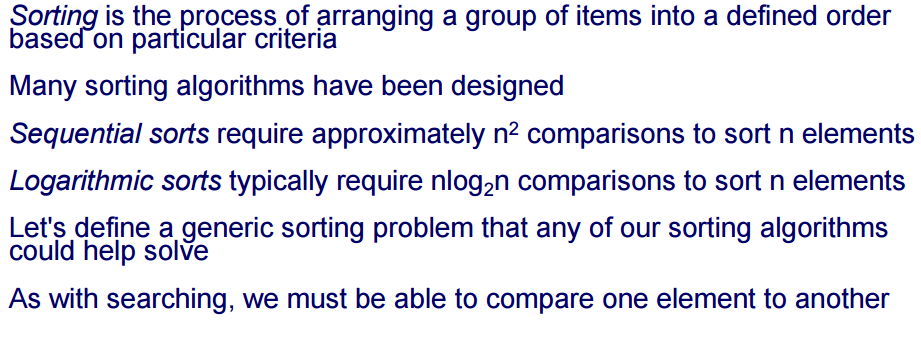 Sorting is the process of arranging a group of items into a defined order
based on particular criteria
Many sorting algorithms have been designed
Sequential sorts require approximately n² comparisons to sort n elements
Logarithmic sorts typically require nlog₂n comparisons to sort n elements
Let's define a generic sorting problem that any of our sorting algorithms
could help solve
As with searching, we must be able to compare one element to another